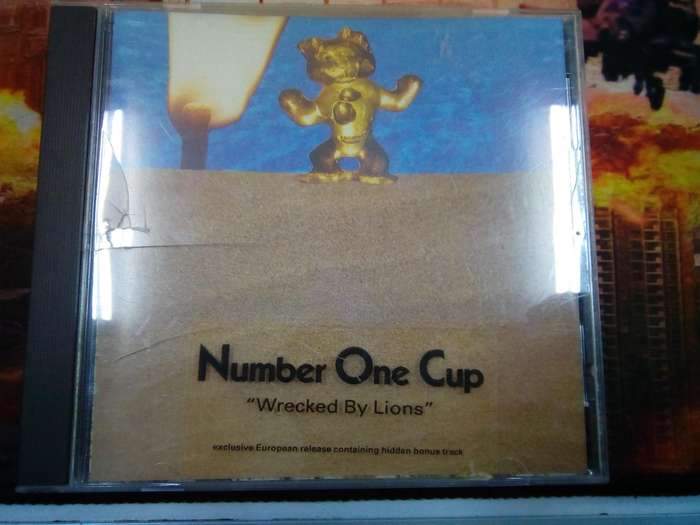 Number One Cup
"Wrecked By Lions"
exclusive European release containing hidden bonus track